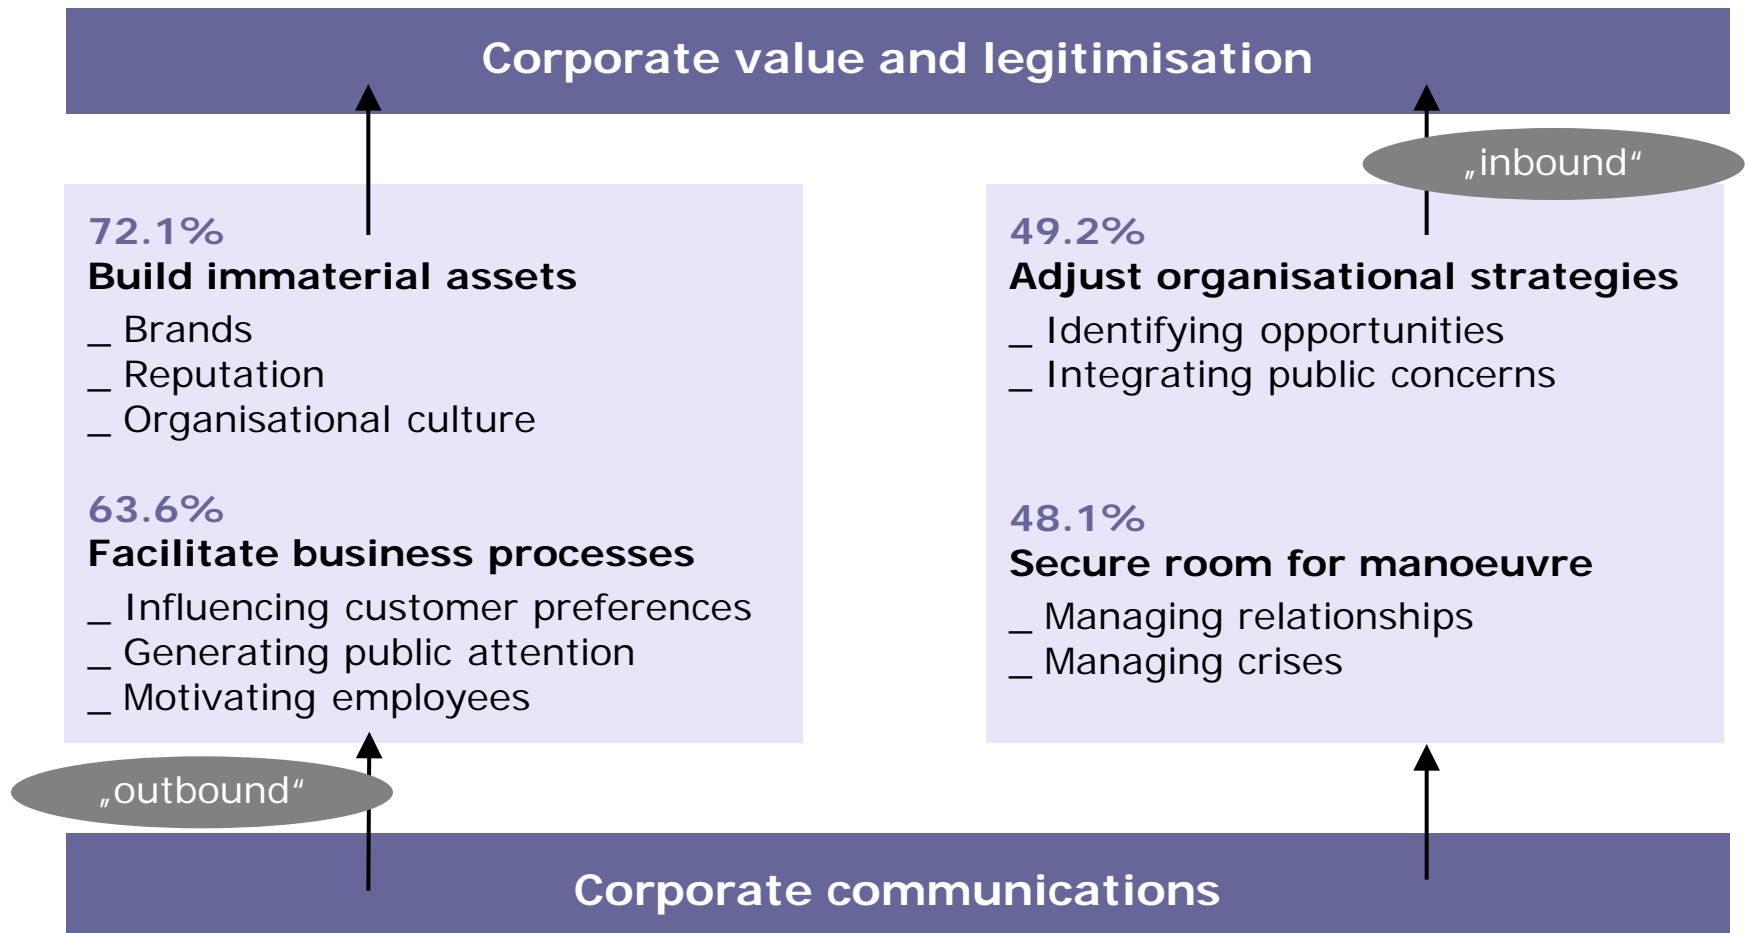 Corporate value and legitimisation
„inbound“
72.1%
Build immaterial assets
_ Brands
_ Reputation
_ Organisational culture
63.6%
Facilitate business processes
_ Influencing customer preferences
_ Generating public attention
_ Motivating employees
49.2%
Adjust organisational strategies
_ Identifying opportunities
_ Integrating public concerns
48.1%
Secure room for manoeuvre
_ Managing relationships
_ Managing crises
„outbound“
Corporate communications